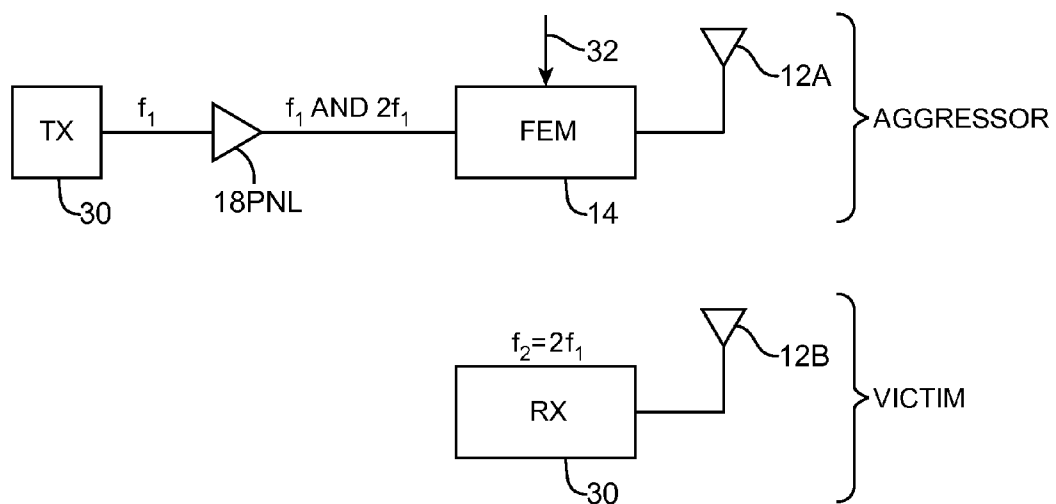 32
12A
TX
f₁
f₁ AND 2f₁
FEM
AGGRESSOR
18PNL
30
14
f₂=2f₁
12B
RX
VICTIM
30